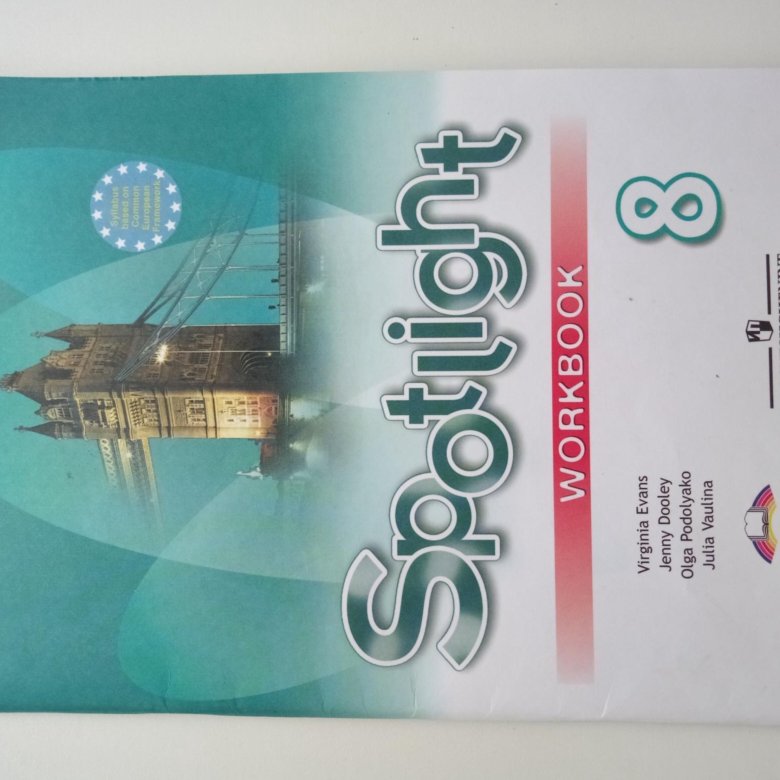 Syllabus
based on
Common
European
Framework
Spotlight
WORKBOOK
8
Virginia Evans
Jenny Dooley
Olga Podolyako
Julia Vaulina